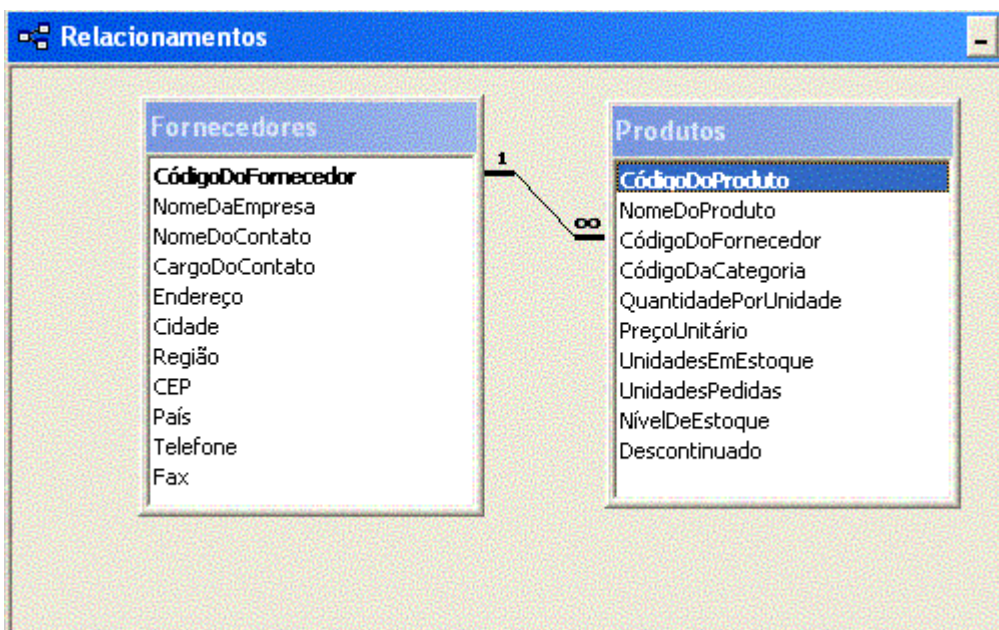 Relacionamentos
Fornecedores
CódigoDoFornecedor
NomeDaEmpresa
NomeDoContato
CargoDoContato
Endereço
Cidade
Região
CEP
País
Telefone
Fax
1
∞
Produtos
CódigoDoProduto
NomeDoProduto
CódigoDoFornecedor
CódigoDaCategoria
QuantidadePorUnidade
PreçoUnitário
UnidadesEmEstoque
UnidadesPedidas
NívelDeEstoque
Descontinuado